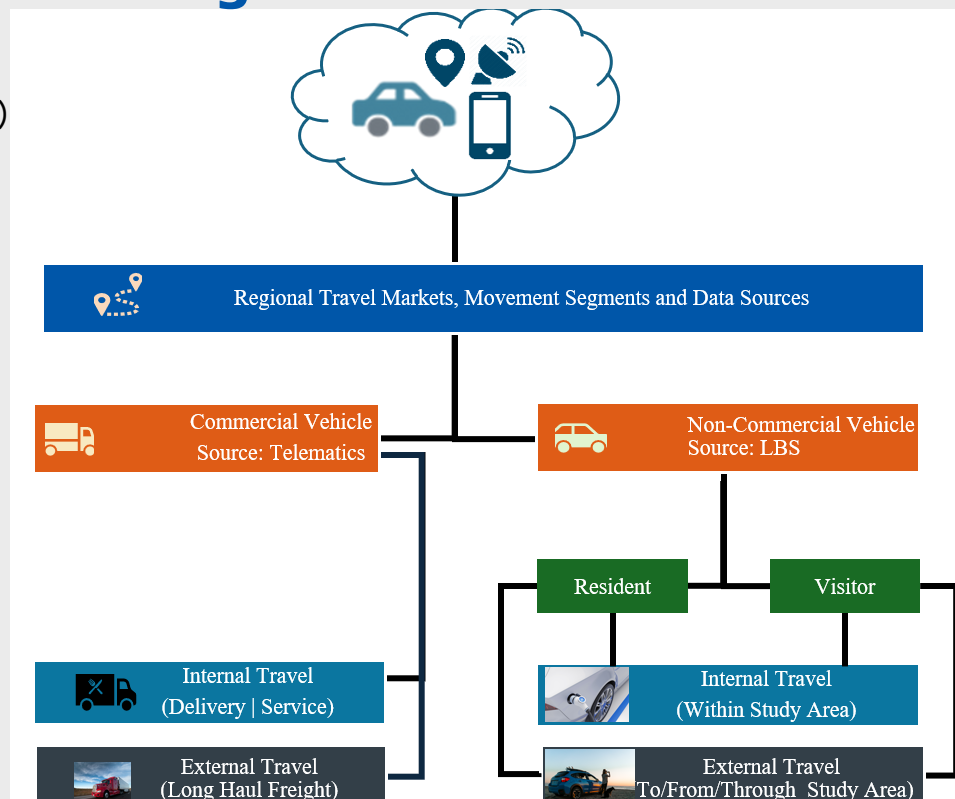 Regional Travel Markets, Movement Segments and Data Sources
Commercial Vehicle
Source: Telematics
Non-Commercial Vehicle
Source: LBS
Resident
Visitor
Internal Travel
(Delivery | Service)
Internal Travel
(Within Study Area)
External Travel
(Long Haul Freight)
External Travel
To/From/Through Study Area)